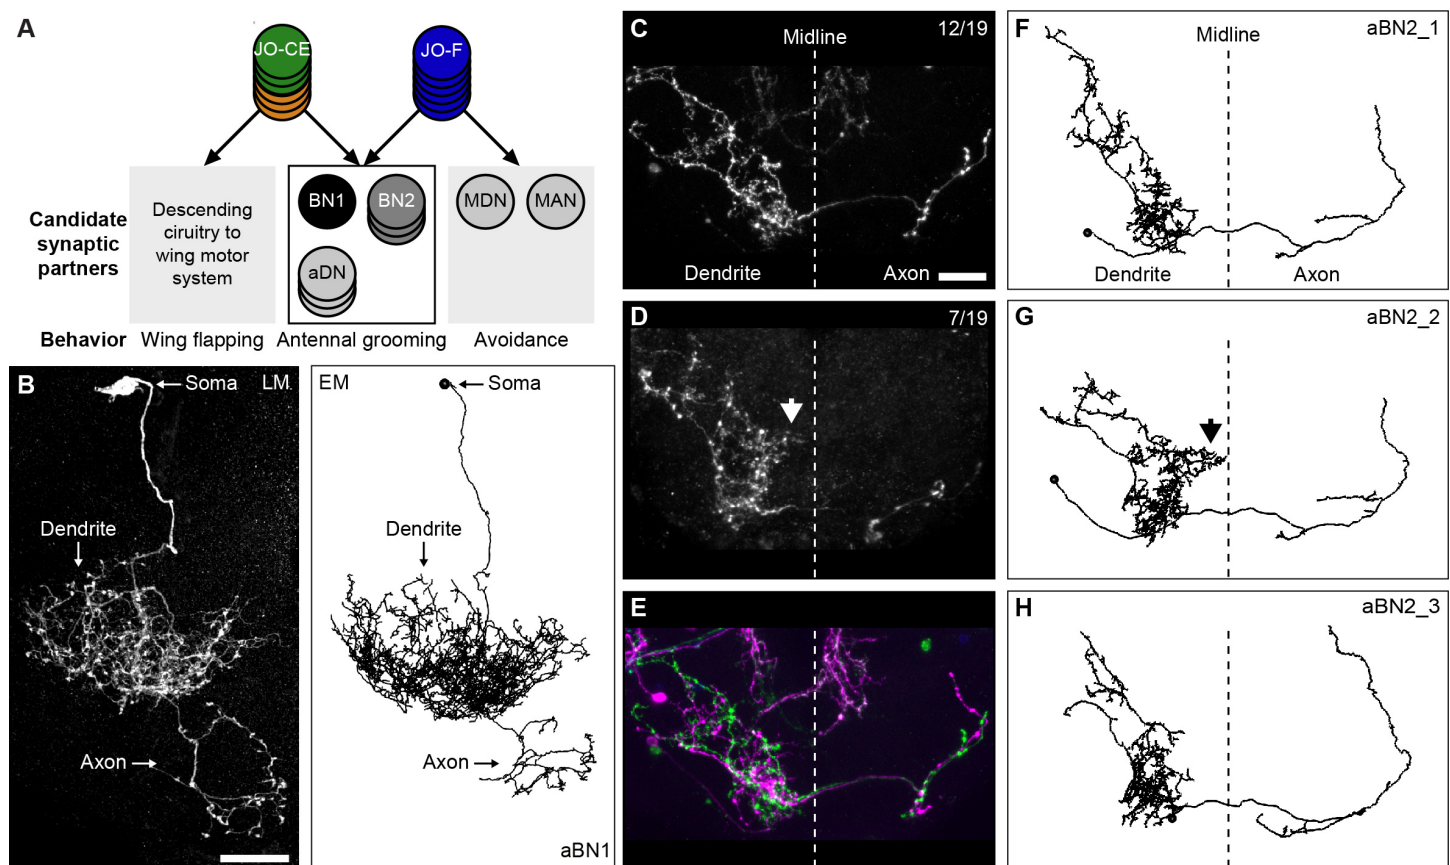 A
JO-CE
JO-F
Candidate
synaptic
partners
Descending
ciruitry to
wing motor
system
BN1
BN2
aDN
MDN
MAN
Behavior
Wing flapping
Antennal grooming
Avoidance
B
Soma
LM
Dendrite
Axon
EM
Soma
Dendrite
Axon
aBN1
C
12/19
Midline
Dendrite
Axon
D
7/19
E
F
aBN2_1
Midline
Dendrite
Axon
G
aBN2_2
H
aBN2_3